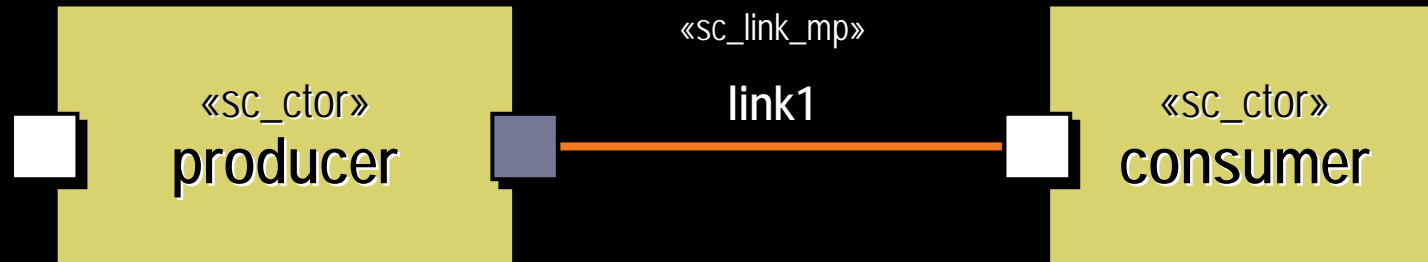 «sc_link_mp»
link1
«sc_ctor»
producer
«sc_ctor»
consumer